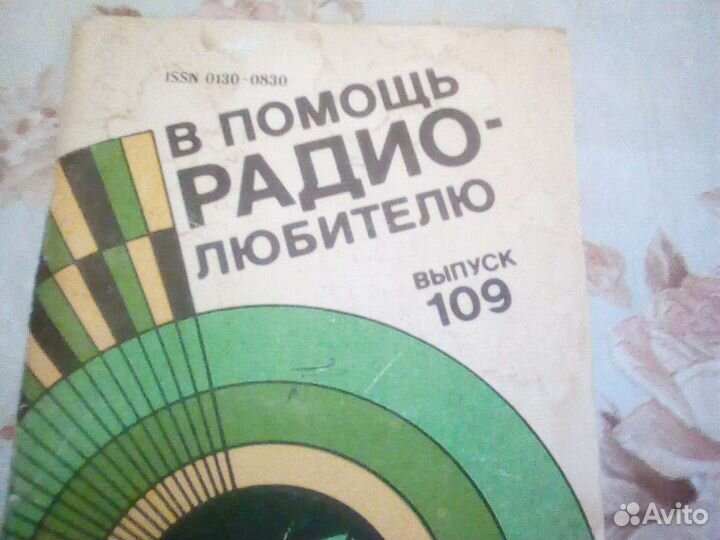 ISSN 0130-0830
В ПОМОЩЬ
РАДИО-
ЛЮБИТЕЛЮ
ВЫПУСК
109
Avito